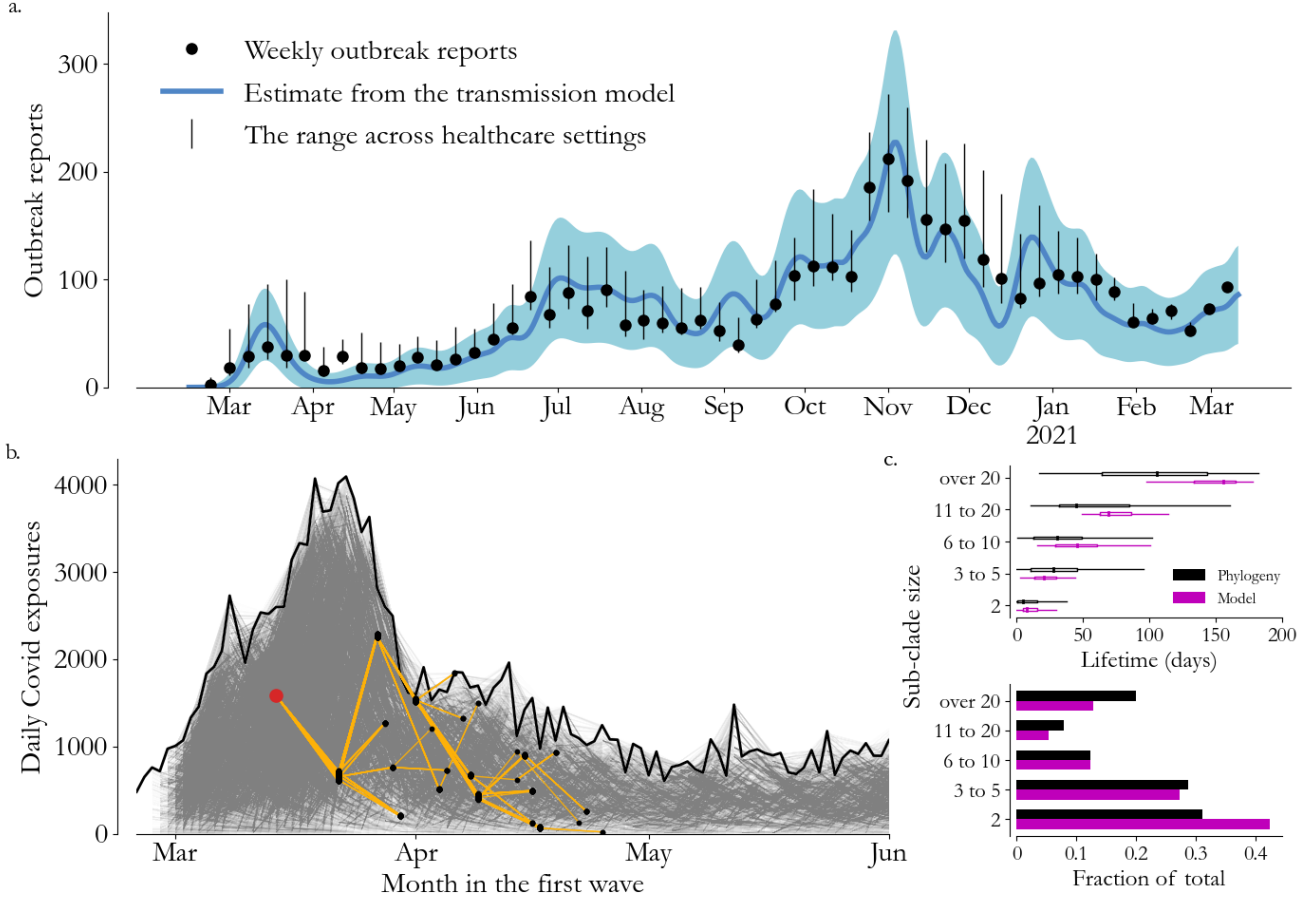 a.
Outbreak reports
300
200
100
0
Weekly outbreak reports
Estimate from the transmission model
The range across healthcare settings
Mar Apr May Jun Jul Aug Sep Oct Nov Dec Jan Feb Mar
2021
b.
Daily Covid exposures
4000
3000
2000
1000
0
Mar Apr May Jun
Month in the first wave
c.
Sub-clade size
over 20
11 to 20
6 to 10
3 to 5
2
Phylogeny
Model
0 50 100 150 200
Lifetime (days)
over 20
11 to 20
6 to 10
3 to 5
2
0 0.1 0.2 0.3 0.4
Fraction of total